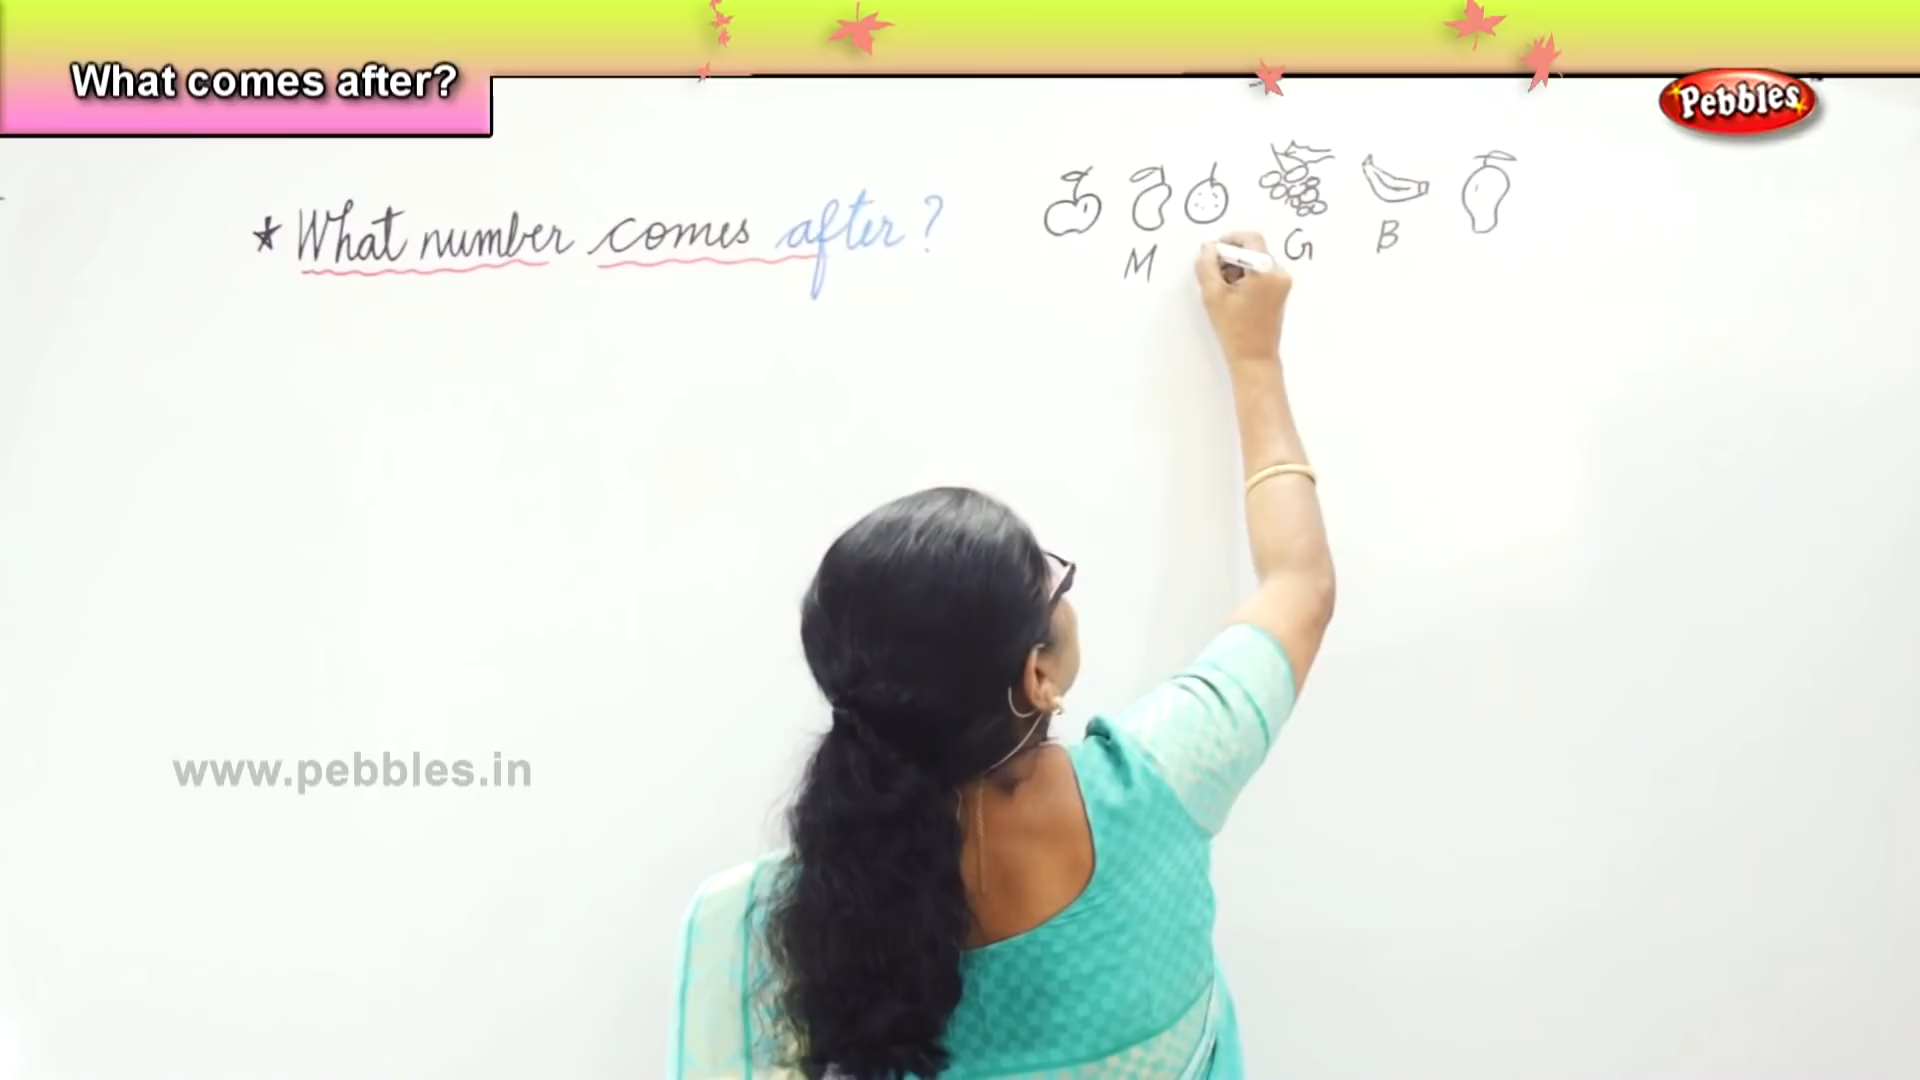 What comes after?
Pebbles
* What number comes after?
M G B
www.pebbles.in